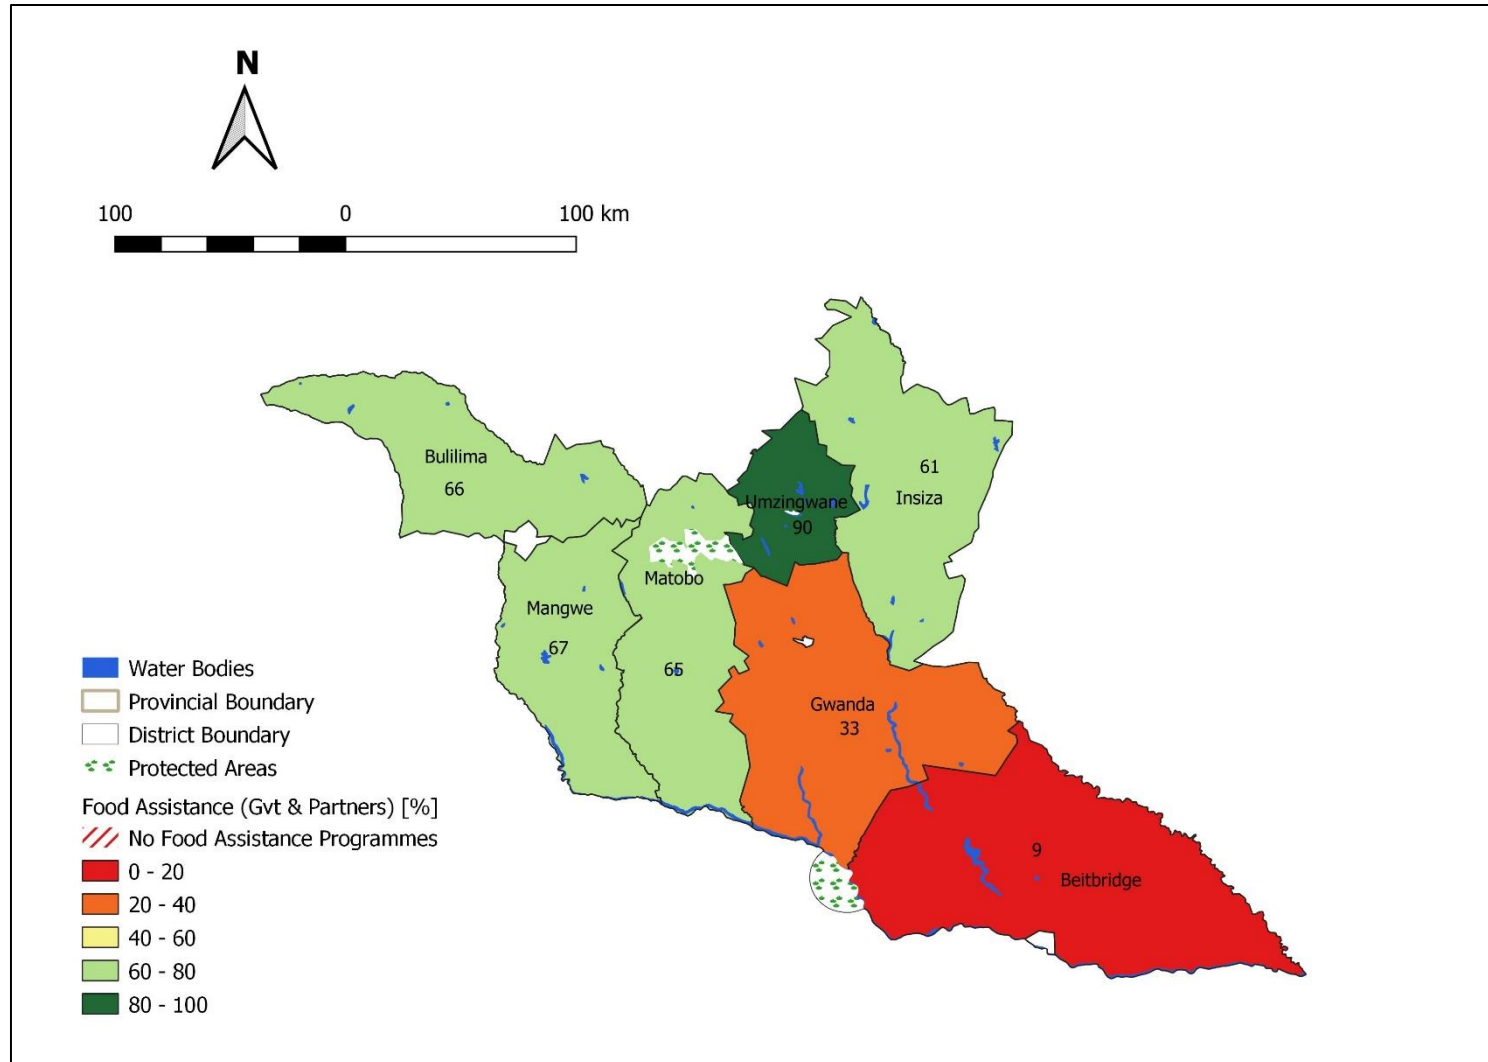 N
100 0 100 km
Bulilima
66
61
Insiza
Umzingwane
90
Matobo
Mangwe
67
65
Gwanda
33
9
Beitbridge
Water Bodies
Provincial Boundary
District Boundary
Protected Areas
Food Assistance (Gvt & Partners) [%]
No Food Assistance Programmes
0 - 20
20 - 40
40 - 60
60 - 80
80 - 100